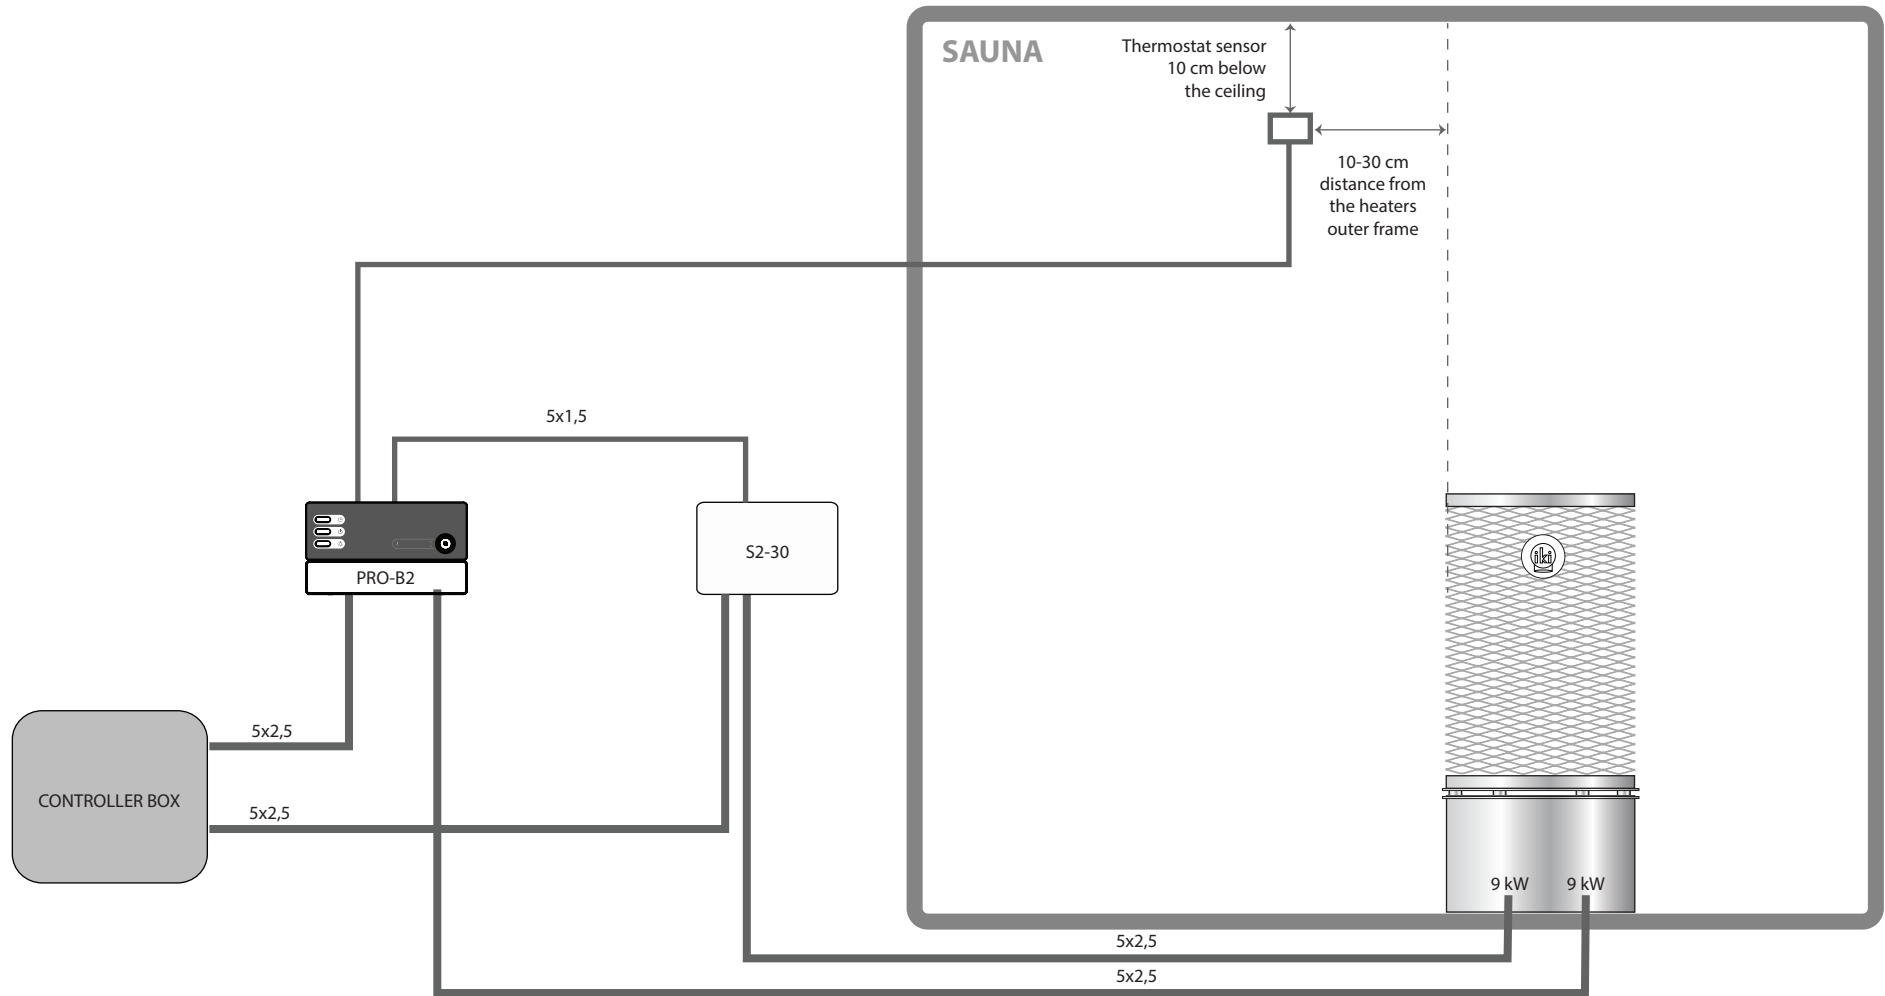 SAUNA
Thermostat sensor
10 cm below
the ceiling
10-30 cm
distance from
the heaters
outer frame
5x1,5
PRO-B2
S2-30
iki
5x2,5
CONTROLLER BOX
5x2,5
9 kW
9 kW
5x2,5
5x2,5